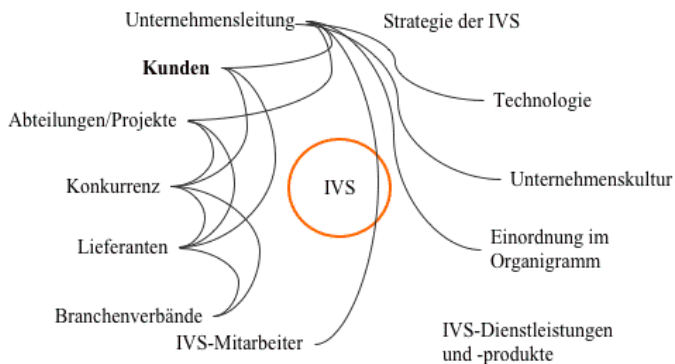 Unternehmensleitung
Strategie der IVS
Kunden
Technologie
Abteilungen/Projekte
Unternehmenskultur
Konkurrenz
IVS
Lieferanten
Einordnung im
Organigramm
Branchenverbände
IVS-Mitarbeiter
IVS-Dienstleistungen
und -produkte